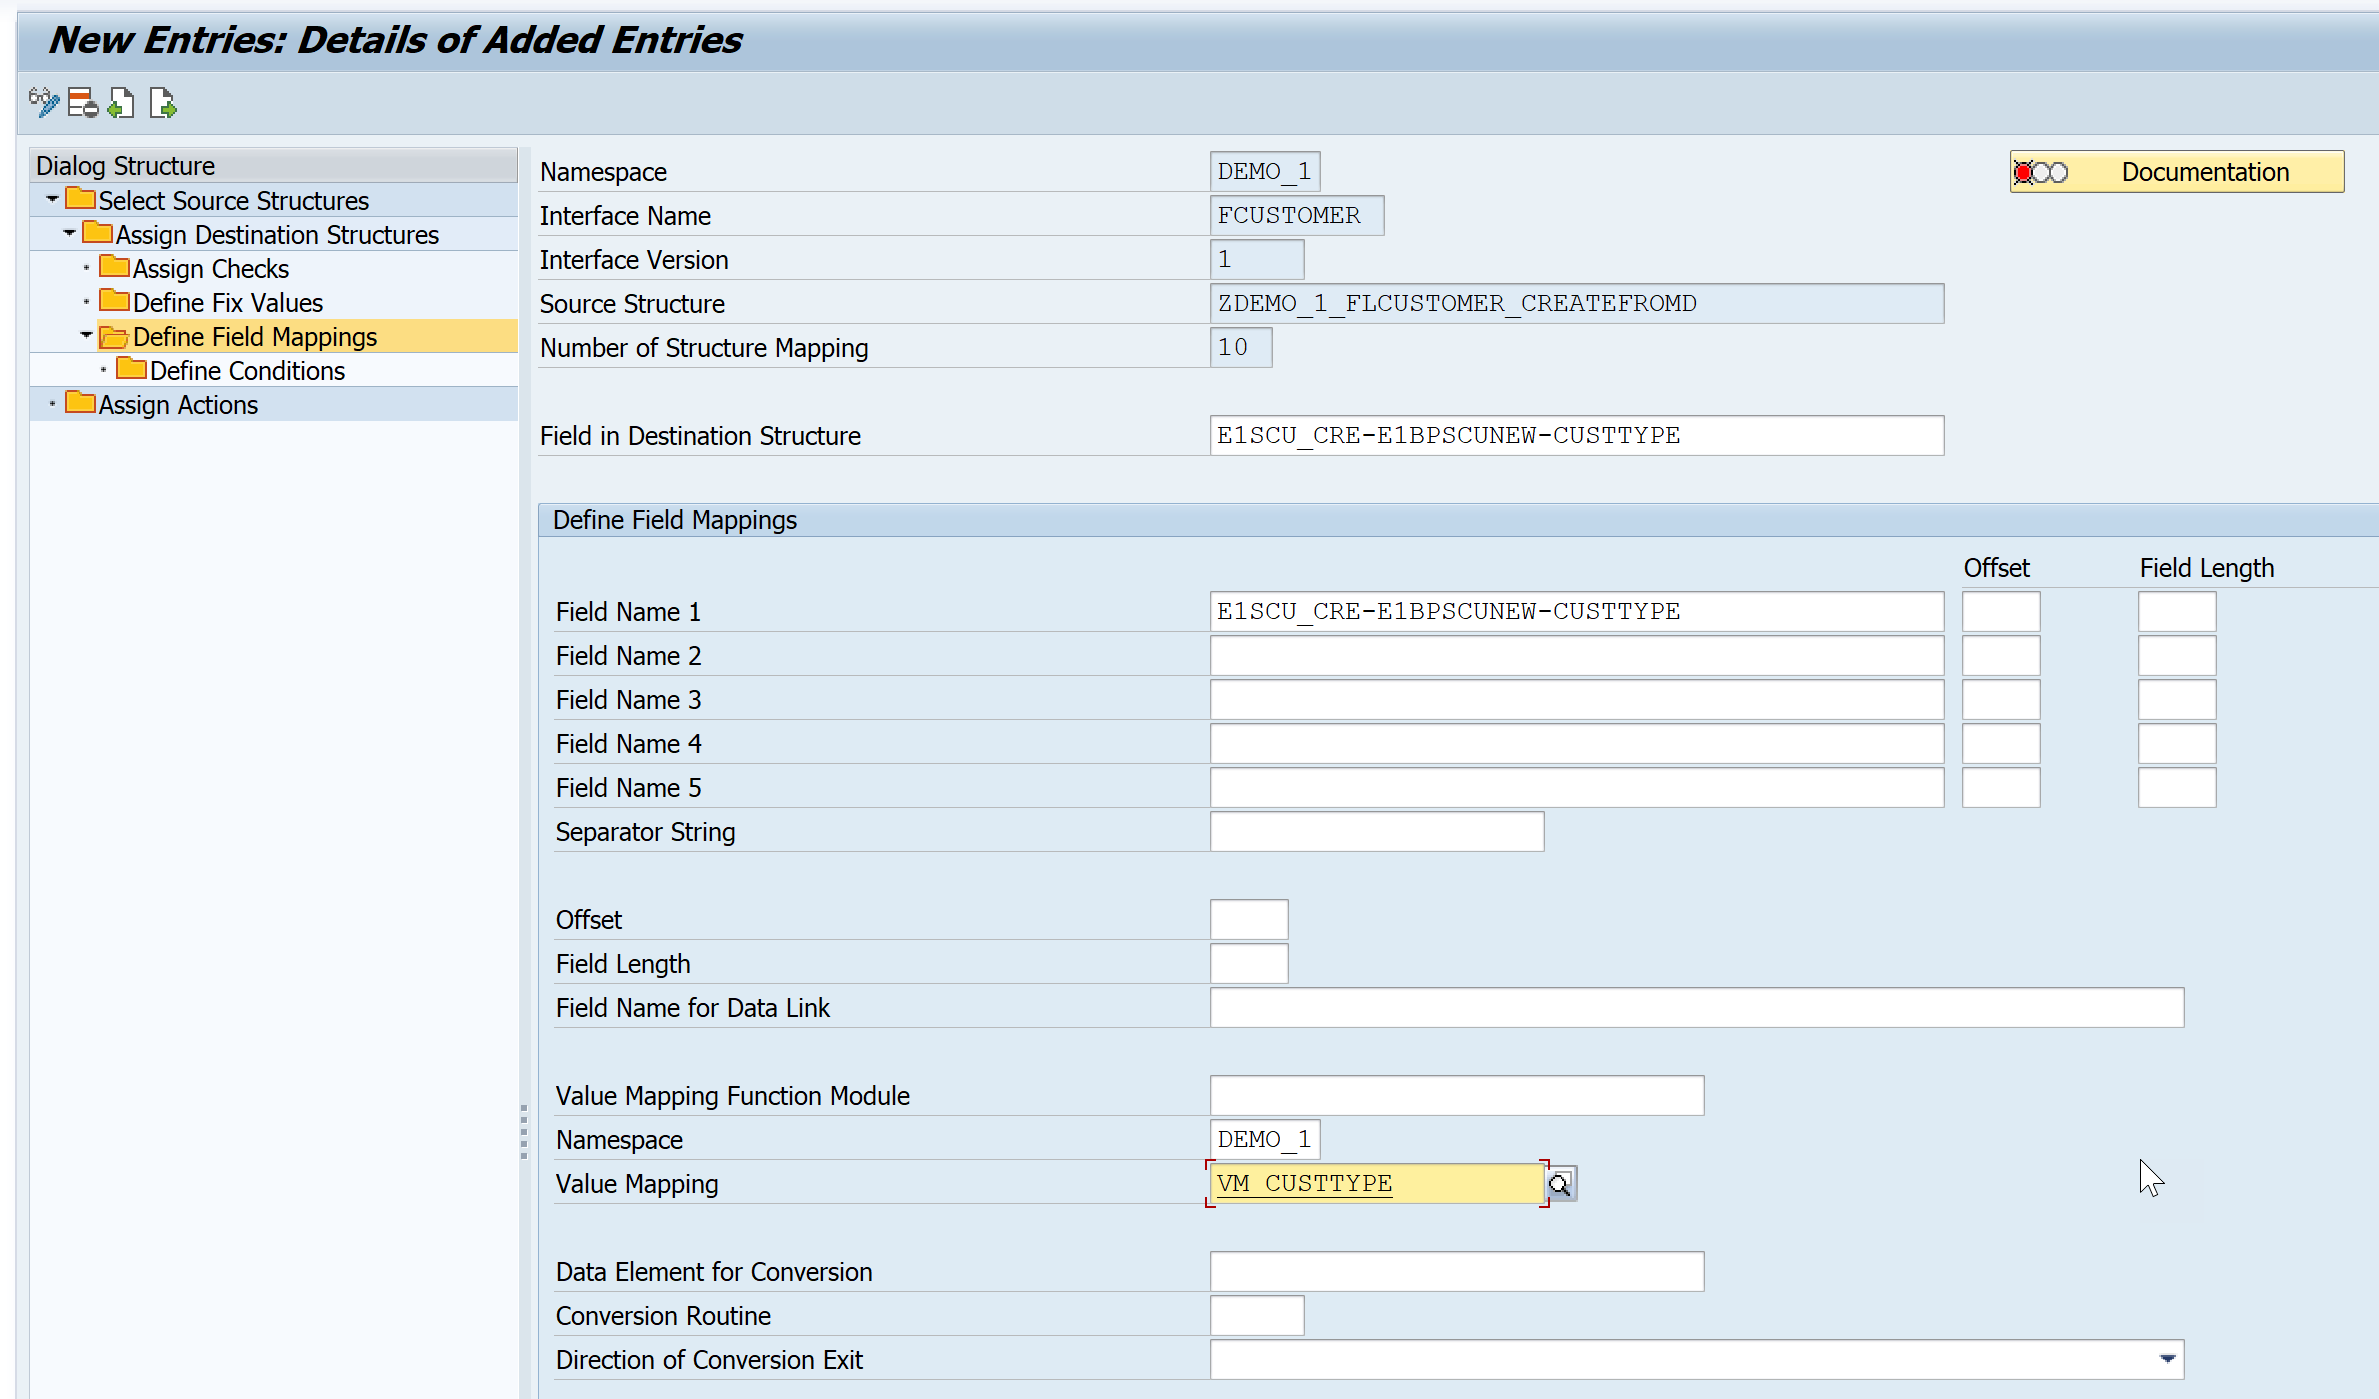 New Entries: Details of Added Entries
Dialog Structure
Select Source Structures
Assign Destination Structures
Assign Checks
Define Fix Values
Define Field Mappings
Define Conditions
Assign Actions
Namespace DEMO_1
Documentation
Interface Name FCUSTOMER
Interface Version 1
Source Structure ZDEMO_1_FLCUSTOMER_CREATEFROMD
Number of Structure Mapping 10
Field in Destination Structure E1SCU_CRE-E1BPSCUNEW-CUSTTYPE
Define Field Mappings
Offset Field Length
Field Name 1 E1SCU_CRE-E1BPSCUNEW-CUSTTYPE
Field Name 2
Field Name 3
Field Name 4
Field Name 5
Separator String
Offset
Field Length
Field Name for Data Link
Value Mapping Function Module
Namespace DEMO_1
Value Mapping VM_CUSTTYPE
Data Element for Conversion
Conversion Routine
Direction of Conversion Exit